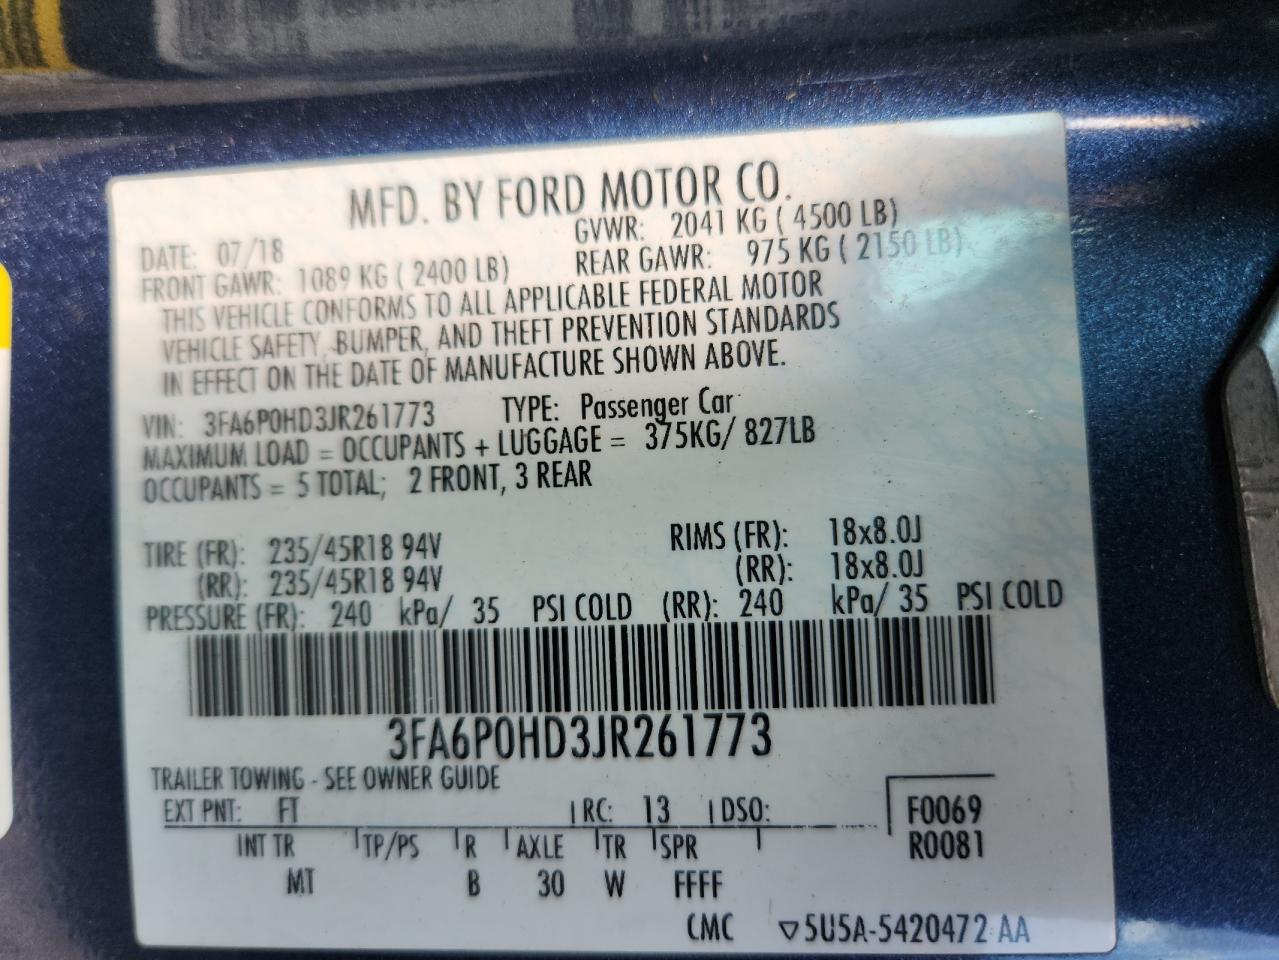 MFD. BY FORD MOTOR CO.
DATE: 07/18 GVWR: 2041 KG ( 4500 LB)
FRONT GAWR: 1089 KG ( 2400 LB) REAR GAWR: 975 KG ( 2150 LB)
THIS VEHICLE CONFORMS TO ALL APPLICABLE FEDERAL MOTOR
VEHICLE SAFETY, BUMPER, AND THEFT PREVENTION STANDARDS
IN EFFECT ON THE DATE OF MANUFACTURE SHOWN ABOVE.
VIN: 3FA6P0HD3JR261773 TYPE: Passenger Car
MAXIMUM LOAD = OCCUPANTS + LUGGAGE = 375KG/ 827LB
OCCUPANTS = 5 TOTAL; 2 FRONT, 3 REAR
TIRE (FR): 235/45R18 94V RIMS (FR): 18x8.0J
(RR): 235/45R18 94V (RR): 18x8.0J
PRESSURE (FR): 240 kPa/ 35 PSI COLD (RR): 240 kPa/ 35 PSI COLD
3FA6P0HD3JR261773
TRAILER TOWING - SEE OWNER GUIDE
EXT PNT: FT RC: 13 DSO: F0069
INT TR TP/PS R AXLE TR SPR R0081
MT B 30 W FFFF
CMC ▽5U5A-5420472 AA